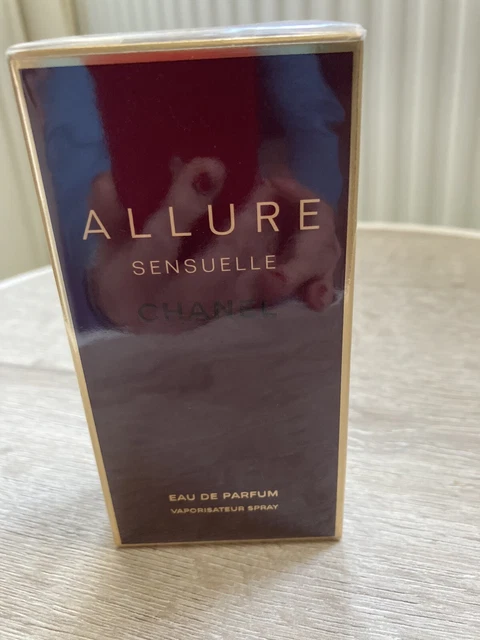 ALLURE
SENSUELLE
CHANEL
EAU DE PARFUM
VAPORISATEUR SPRAY